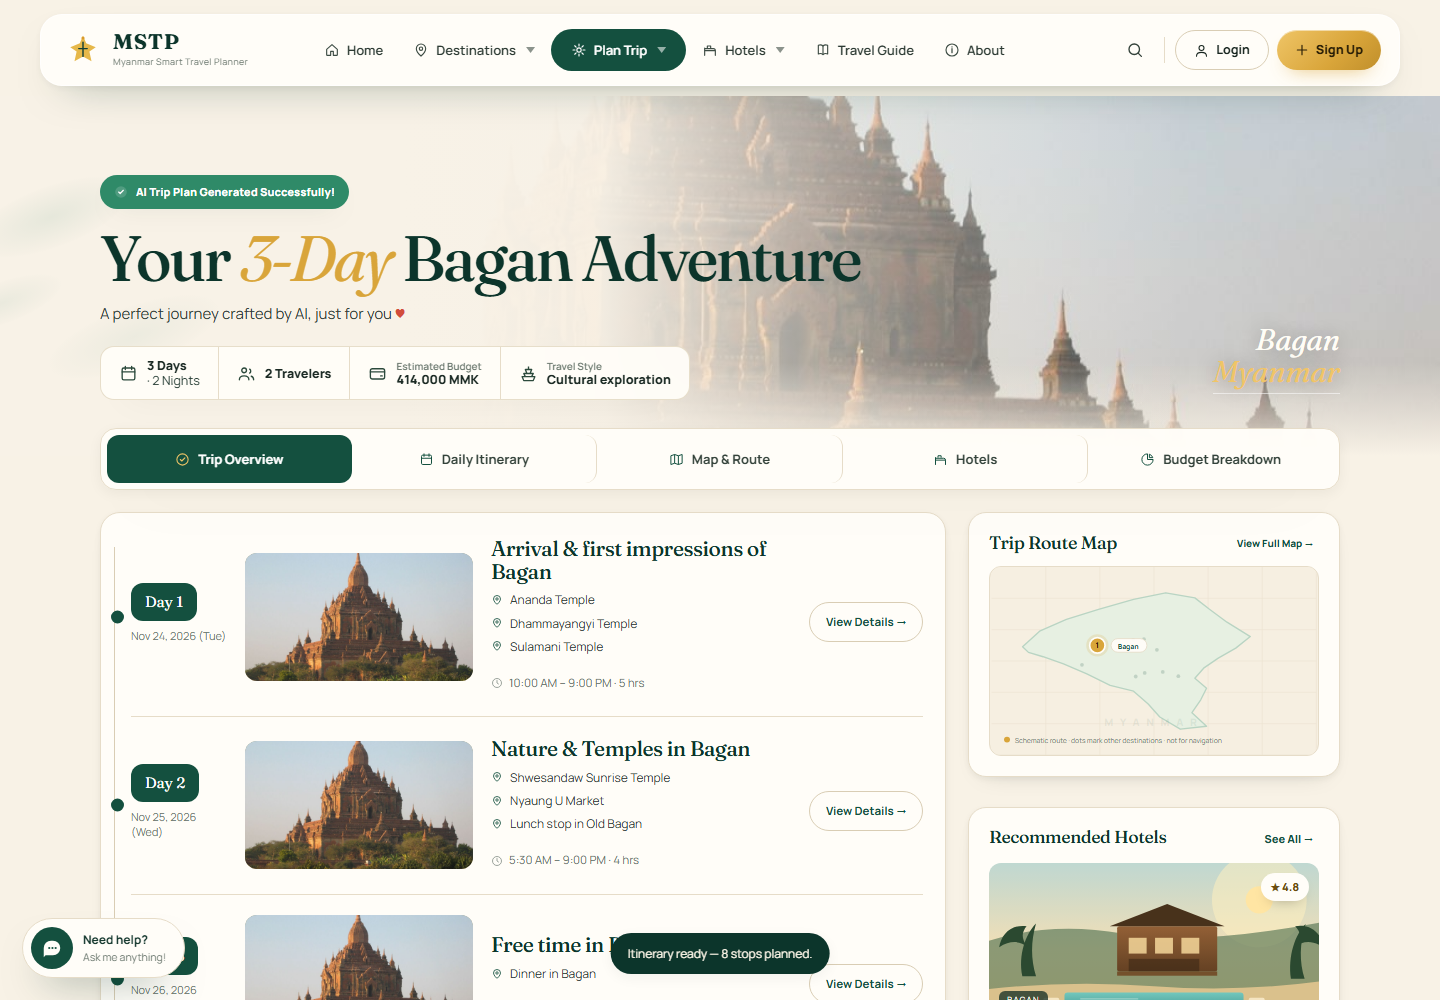 MSTP
Myanmar Smart Travel Planner
Home
Destinations
Plan Trip
Hotels
Travel Guide
About
Login
Sign Up
AI Trip Plan Generated Successfully!
Your 3-Day Bagan Adventure
A perfect journey crafted by AI, just for you
3 Days
· 2 Nights
2 Travelers
Estimated Budget
414,000 MMK
Travel Style
Cultural exploration
Bagan
Myanmar
Trip Overview
Daily Itinerary
Map & Route
Hotels
Budget Breakdown
Day 1
Nov 24, 2026 (Tue)
Arrival & first impressions of
Bagan
Ananda Temple
Dhammayangyi Temple
Sulamani Temple
10:00 AM – 9:00 PM · 5 hrs
View Details →
Day 2
Nov 25, 2026
(Wed)
Nature & Temples in Bagan
Shwesandaw Sunrise Temple
Nyaung U Market
Lunch stop in Old Bagan
5:30 AM – 9:00 PM · 4 hrs
View Details →
Nov 26, 2026
Free time in
Dinner in Bagan
View Details →
Trip Route Map
View Full Map →
1
Bagan
MYANMAR
Schematic route · dots mark other destinations · not for navigation
Recommended Hotels
See All →
★ 4.8
BAGAN
Need help?
Ask me anything!
Itinerary ready — 8 stops planned.